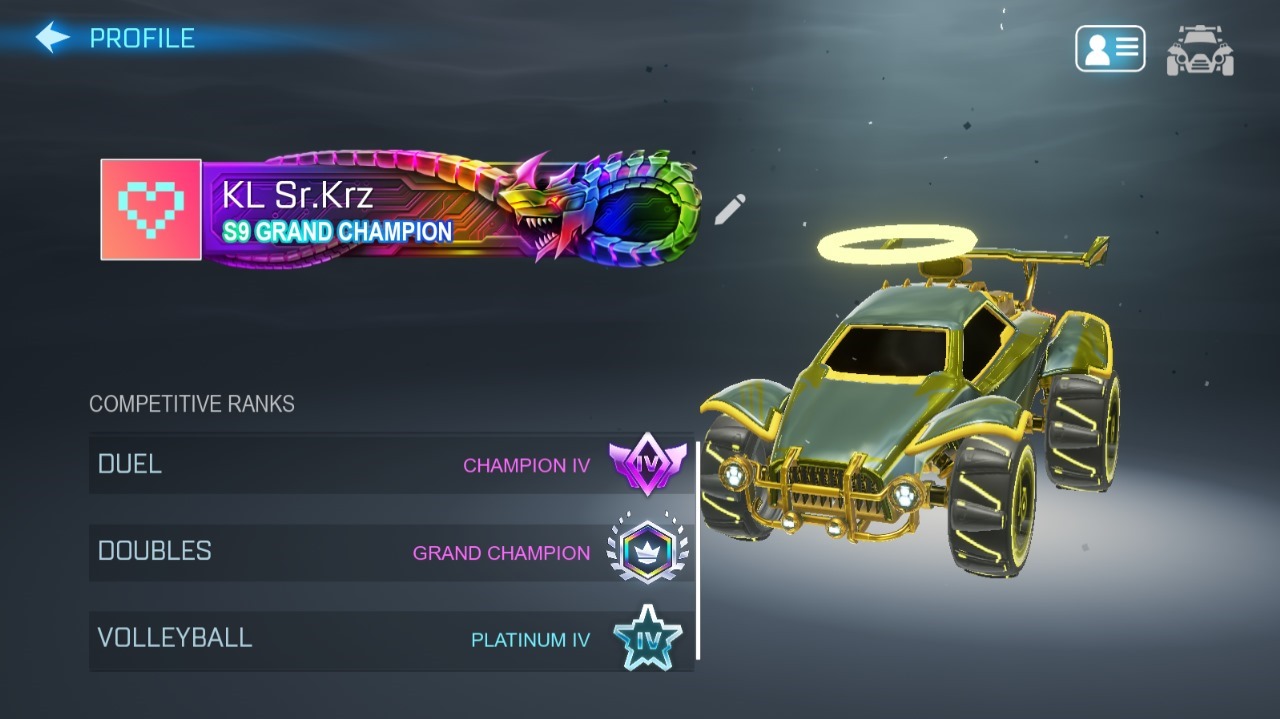 PROFILE
KL Sr.Krz
S9 GRAND CHAMPION
COMPETITIVE RANKS
DUEL CHAMPION IV IV
DOUBLES GRAND CHAMPION
VOLLEYBALL PLATINUM IV IV